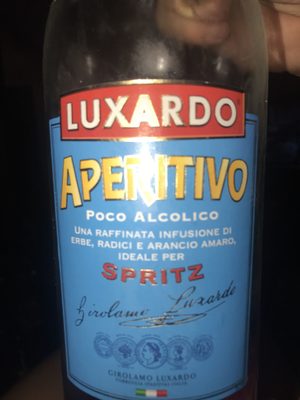 LUXARDO
APERITIVO
POCO ALCOLICO
UNA RAFFINATA INFUSIONE DI
ERBE, RADICI E ARANCIO AMARO,
IDEALE PER
SPRITZ
Girolamo Luxardo
GIROLAMO LUXARDO